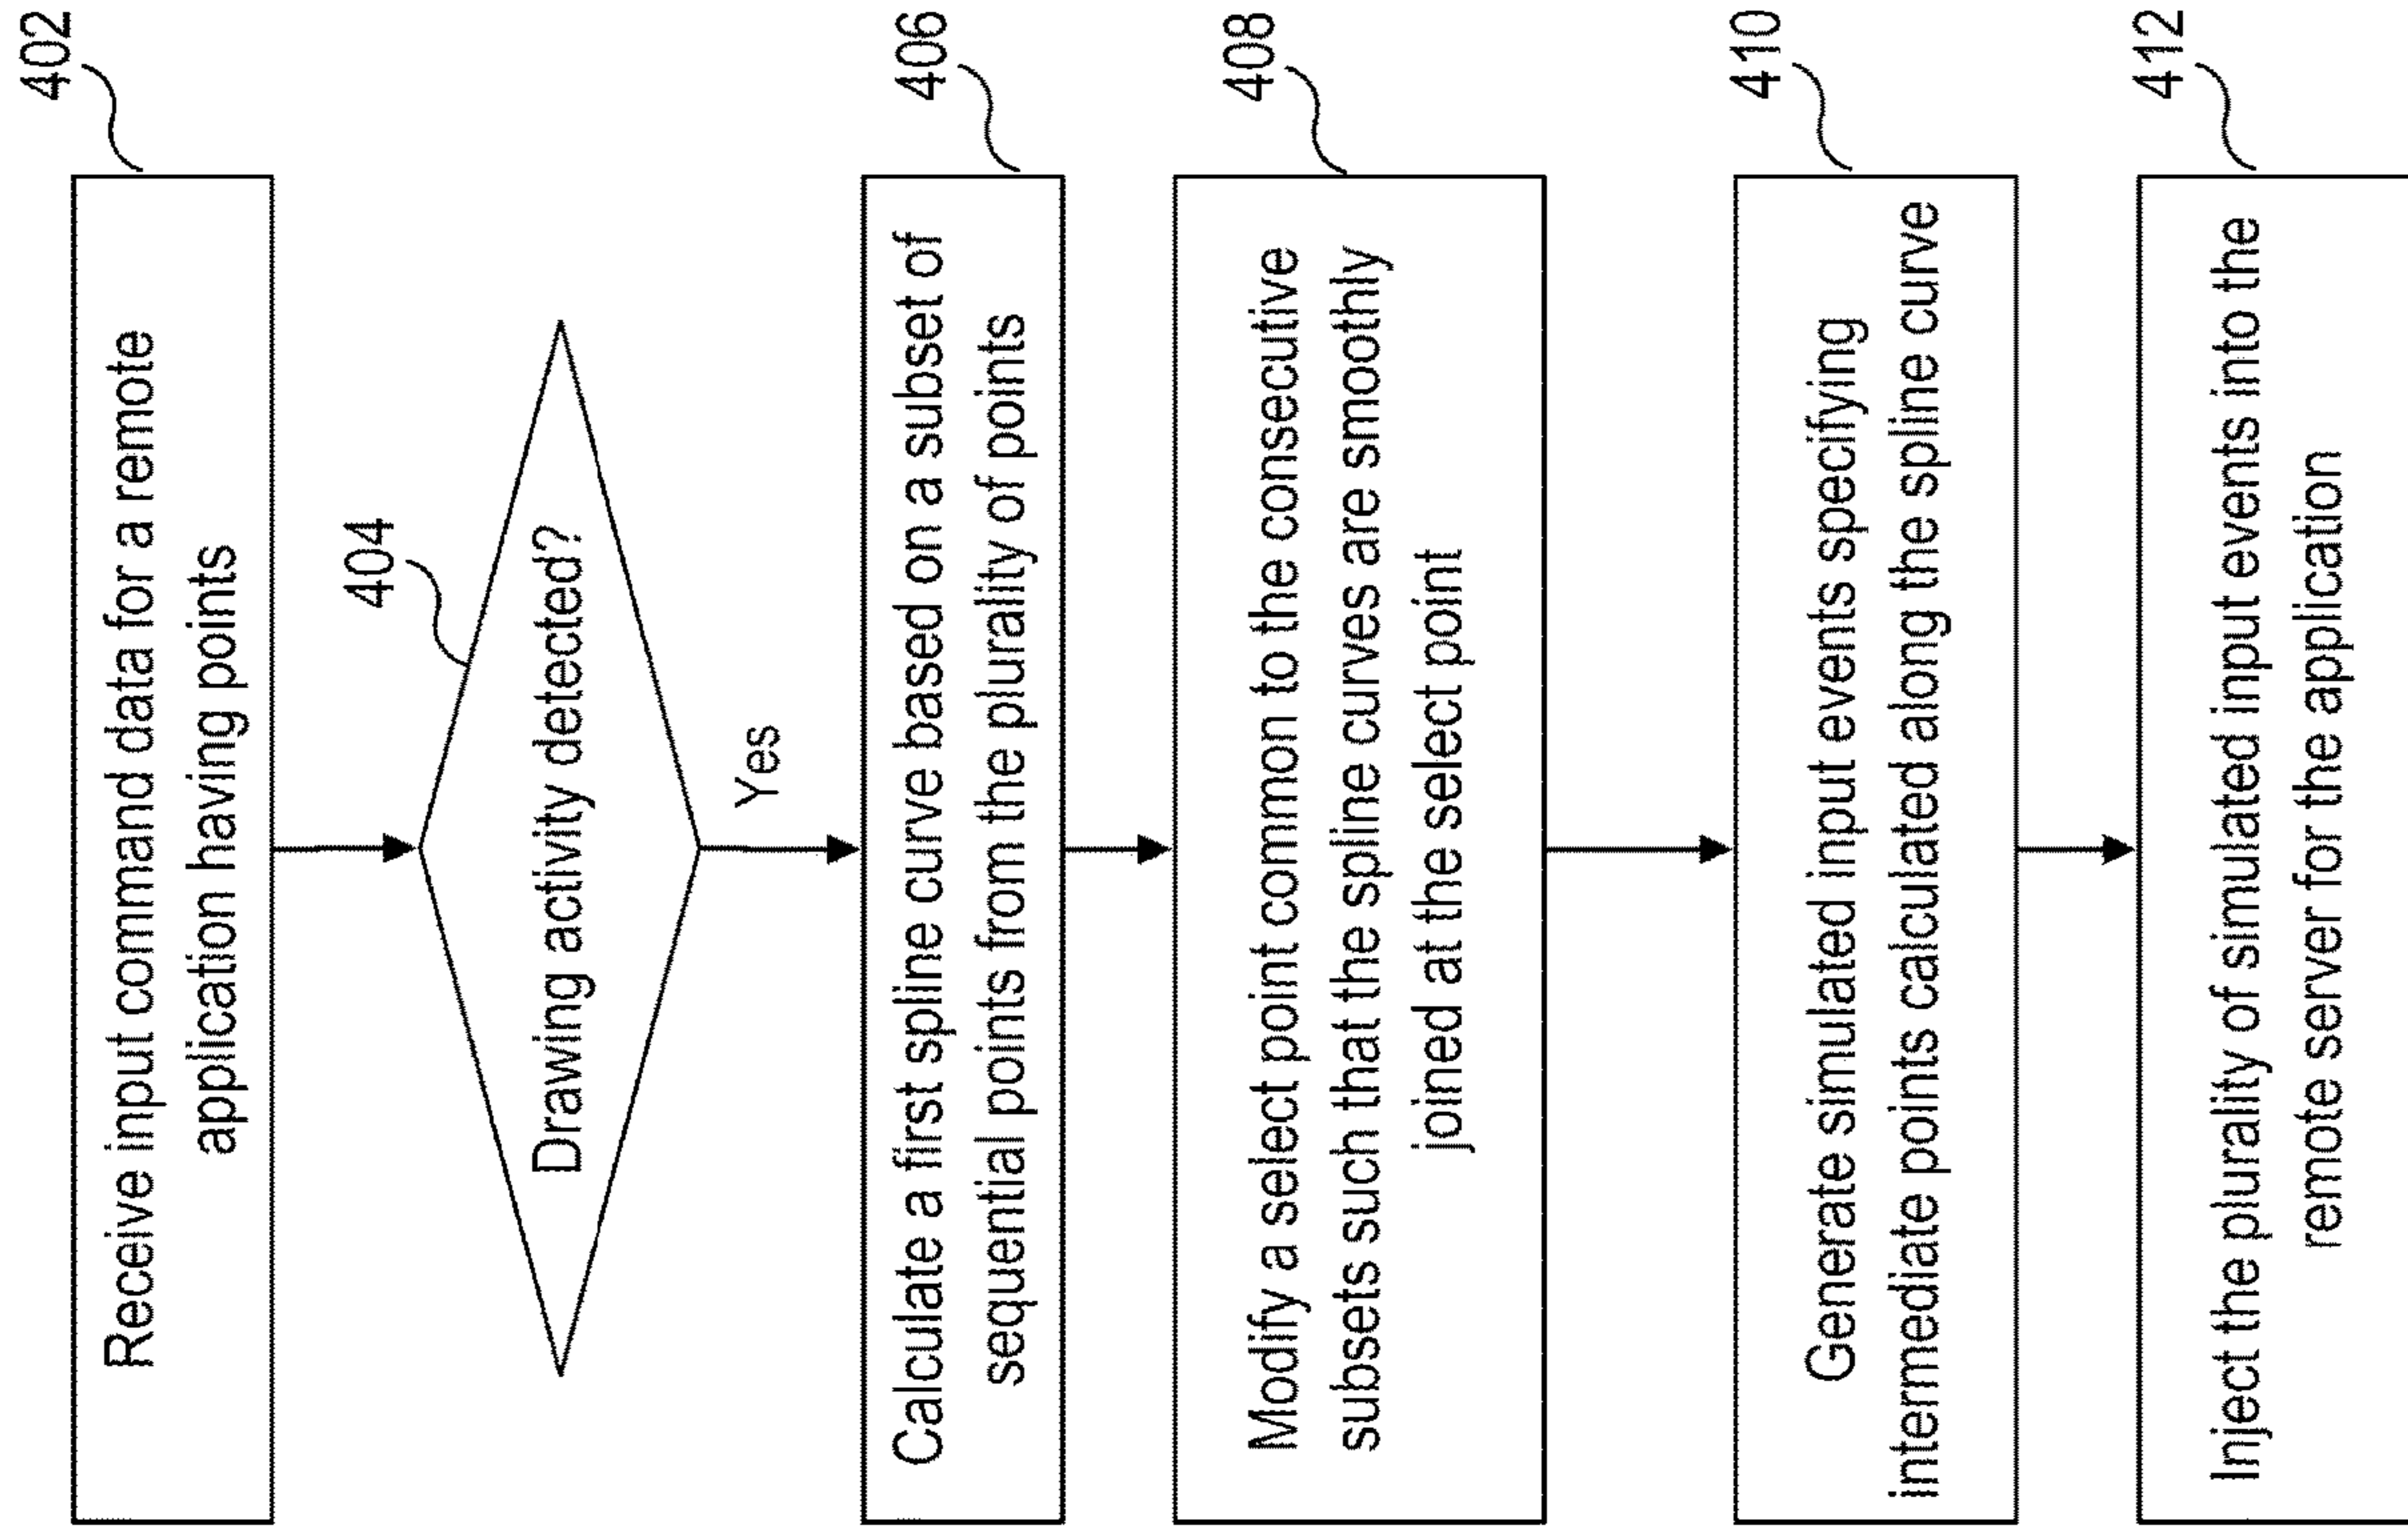 402
Receive input command data for a remote
application having points
404
Drawing activity detected?
Yes
406
Calculate a first spline curve based on a subset of
sequential points from the plurality of points
408
Modify a select point common to the consecutive
subsets such that the spline curves are smoothly
joined at the select point
410
Generate simulated input events specifying
intermediate points calculated along the spline curve
412
Inject the plurality of simulated input events into the
remote server for the application